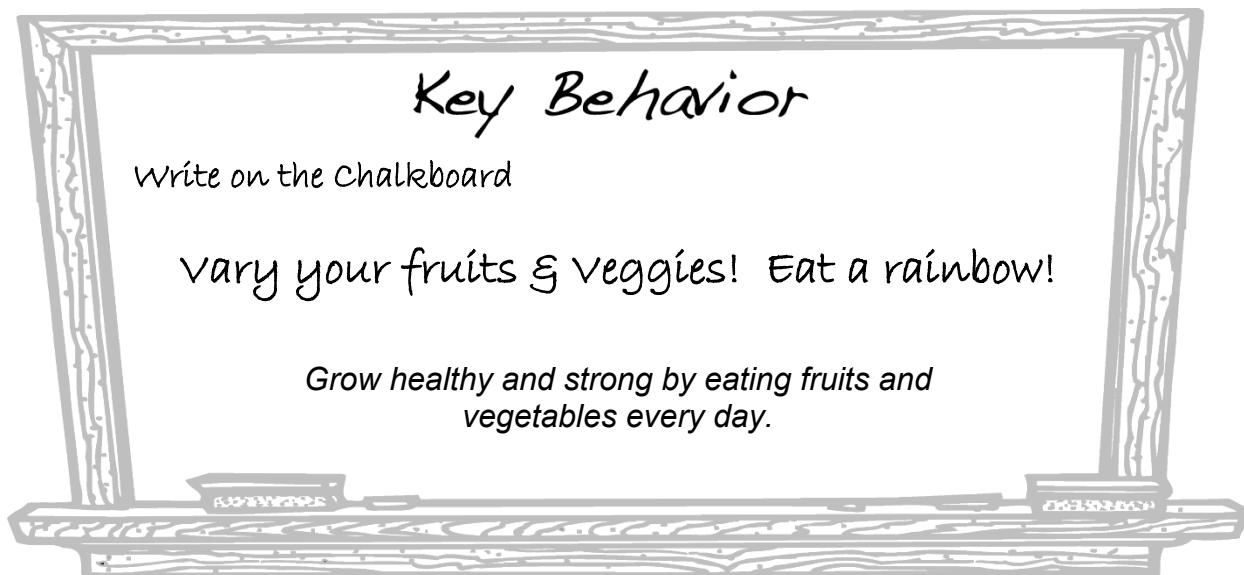 Key Behavior
Write on the Chalkboard
Vary your fruits & Veggies! Eat a rainbow!
Grow healthy and strong by eating fruits and
vegetables every day.